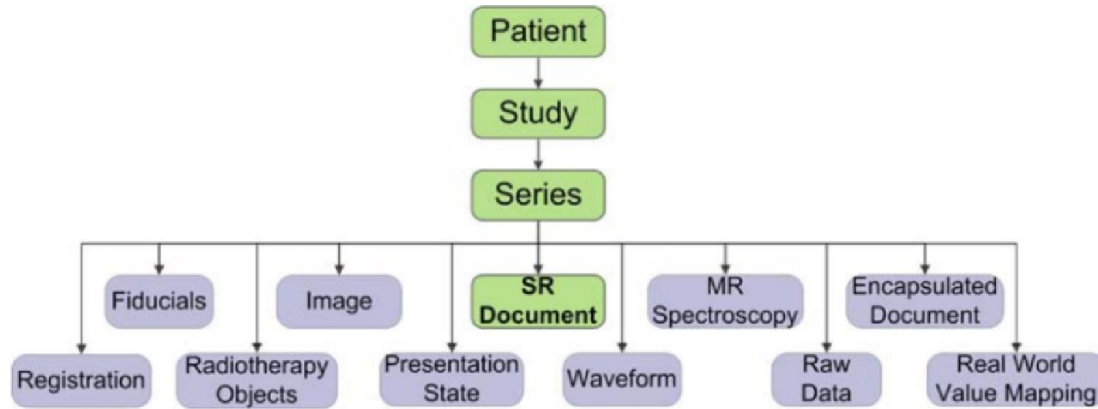 Patient
Study
Series
Fiducials
Image
SR
Document
MR
Spectroscopy
Encapsulated
Document
Registration
Radiotherapy
Objects
Presentation
State
Waveform
Raw
Data
Real World
Value Mapping